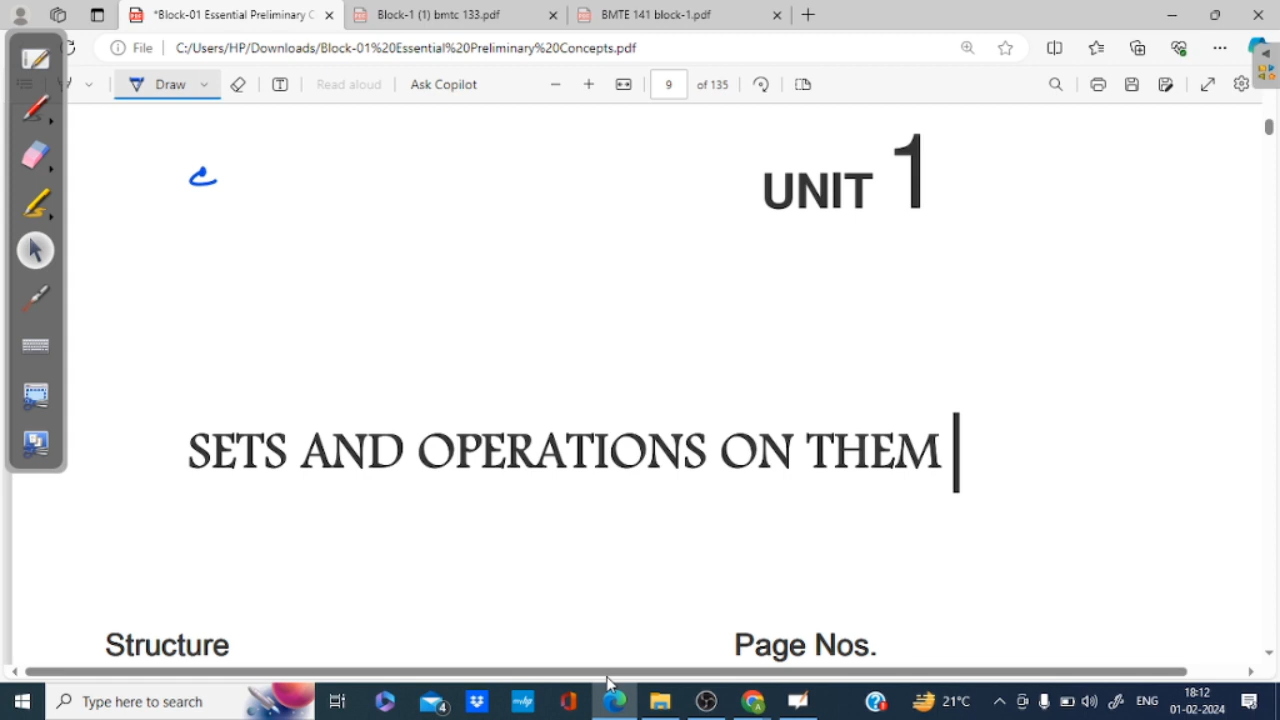 *Block-01 Essential Preliminary C
Block-1 (1) bmtc 133.pdf
BMTE 141 block-1.pdf
File
C:/Users/HP/Downloads/Block-01%20Essential%20Preliminary%20Concepts.pdf
Draw
Read aloud
Ask Copilot
9
of 135
UNIT 1
SETS AND OPERATIONS ON THEM
Structure
Page Nos.
Type here to search
4
21°C
ENG
18:12
01-02-2024